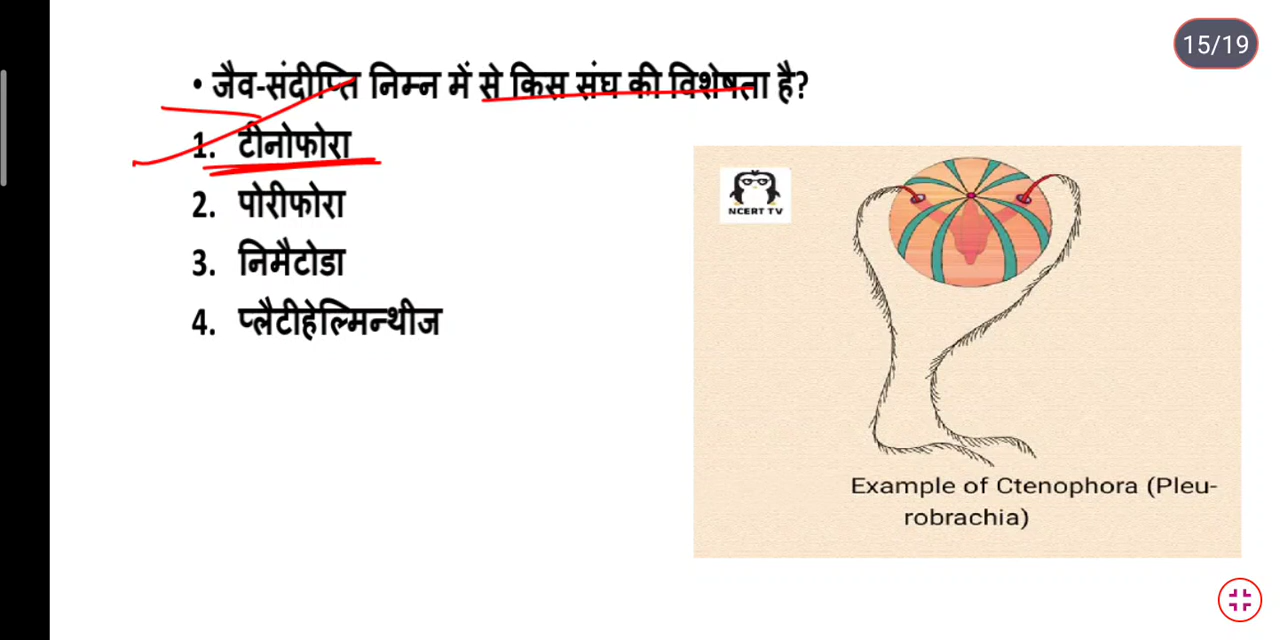 15/19
• जैव-संदीप्ति निम्न में से किस संघ की विशेषता है?
1. टीनोफोरा
2. पोरीफोरा
3. निमैटोडा
4. प्लैटीहेल्मिन्थीज
NCERT TV
Example of Ctenophora (Pleu-
robrachia)